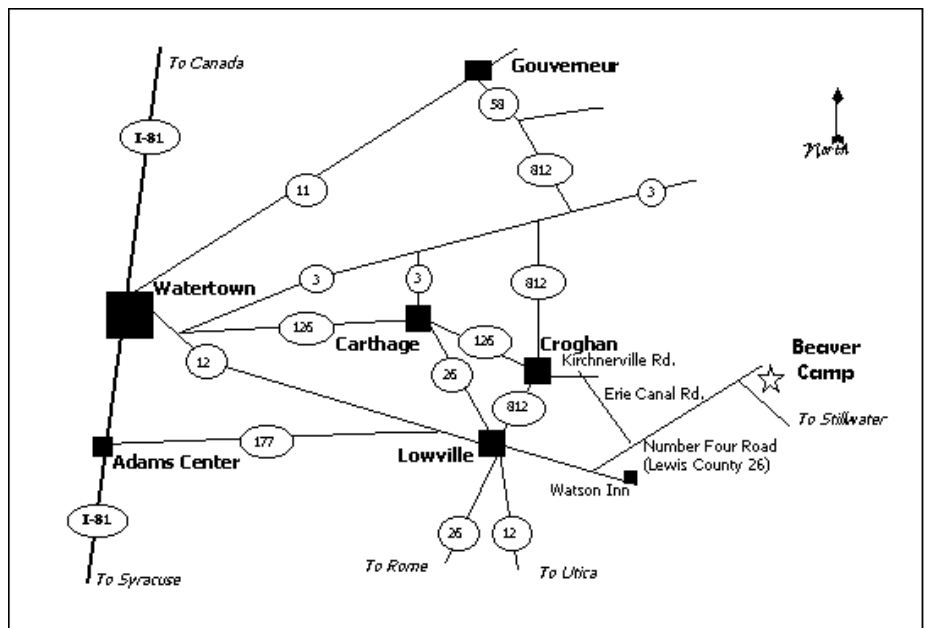 To Canada
Gouverneur
58
I-81
North
812
11
3
3
3
812
Watertown
126
Carthage
126
Croghan
Kirchnerville Rd.
Beaver
Camp
12
26
Erie Canal Rd.
812
To Stillwater
177
Adams Center
Lowville
Number Four Road
(Lewis County 26)
Watson Inn
I-81
26
12
To Rome
To Utica
To Syracuse